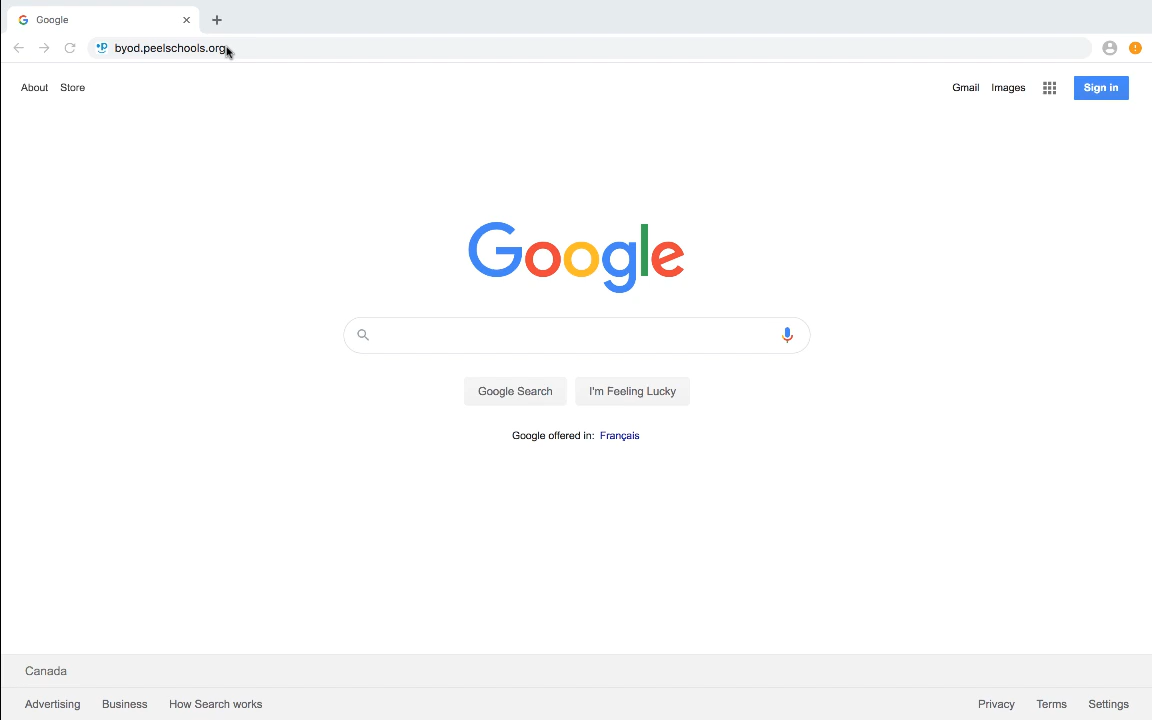 Google
byod.peelschools.org
About Store Gmail Images Sign in
Google
Google Search I'm Feeling Lucky
Google offered in: Français
Canada
Advertising Business How Search works Privacy Terms Settings